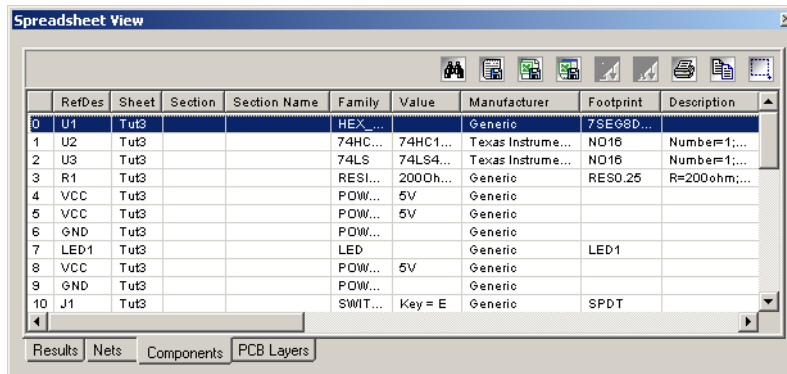 Spreadsheet View
RefDes Sheet Section Section Name Family Value Manufacturer Footprint Description
0 U1 Tut3 HEX_... Generic 7SEG8D...
1 U2 Tut3 74HC... 74HC1... Texas Instrume... NO16 Number=1;...
2 U3 Tut3 74LS 74LS4... Texas Instrume... NO16 Number=1;...
3 R1 Tut3 RESI... 200Oh... Generic RES0.25 R=200ohm;...
4 VCC Tut3 POW... 5V Generic
5 VCC Tut3 POW... 5V Generic
6 GND Tut3 POW... Generic
7 LED1 Tut3 LED Generic LED1
8 VCC Tut3 POW... 5V Generic
9 GND Tut3 POW... Generic
10 J1 Tut3 SWIT... Key = E Generic SPDT
Results Nets Components PCB Layers